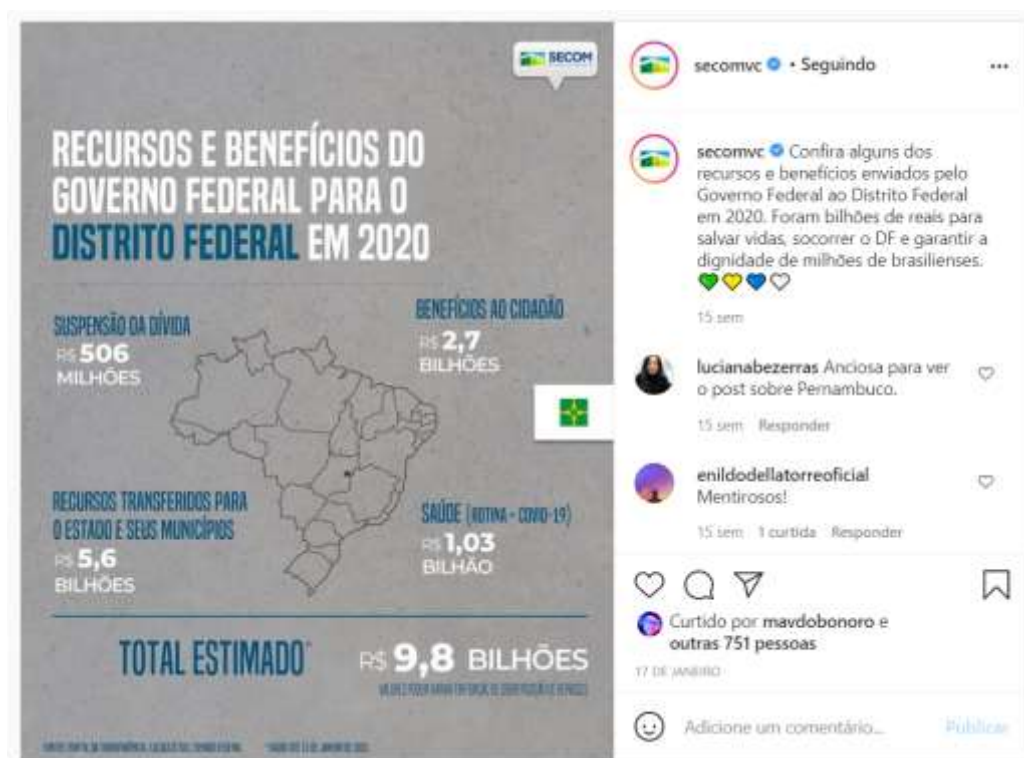 SECOM
RECURSOS E BENEFÍCIOS DO
GOVERNO FEDERAL PARA O
DISTRITO FEDERAL EM 2020
SUSPENSÃO DA DÍVIDA
R$ 506
MILHÕES
BENEFÍCIOS AO CIDADÃO
R$ 2,7
BILHÕES
RECURSOS TRANSFERIDOS PARA
O ESTADO E SEUS MUNICÍPIOS
R$ 5,6
BILHÕES
SAÚDE (ROTINA + COVID-19)
R$ 1,03
BILHÃO
TOTAL ESTIMADO*
R$ 9,8 BILHÕES
secomvc • Seguindo
secomvc Confira alguns dos
recursos e benefícios enviados pelo
Governo Federal ao Distrito Federal
em 2020. Foram bilhões de reais para
salvar vidas, socorrer o DF e garantir a
dignidade de milhões de brasilienses.
15 sem
lucianabezerras Anciosa para ver
o post sobre Pernambuco.
15 sem Responder
enildodellatorreoficial
Mentirosos!
15 sem 1 curtida Responder
Curtido por mavdobonoro e
outras 751 pessoas
17 DE JANEIRO
Adicione um comentário... Publicar